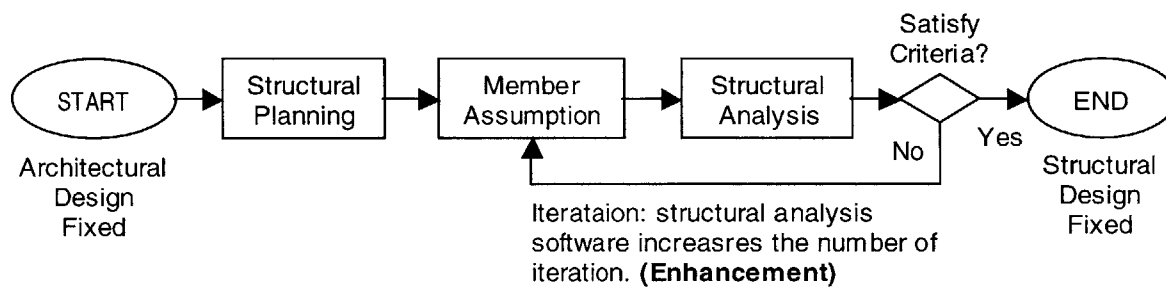 START
Architectural
Design
Fixed
Structural
Planning
Member
Assumption
Structural
Analysis
Satisfy
Criteria?
No
Yes
END
Structural
Design
Fixed
Iterataion: structural analysis
software increasres the number of
iteration. (Enhancement)